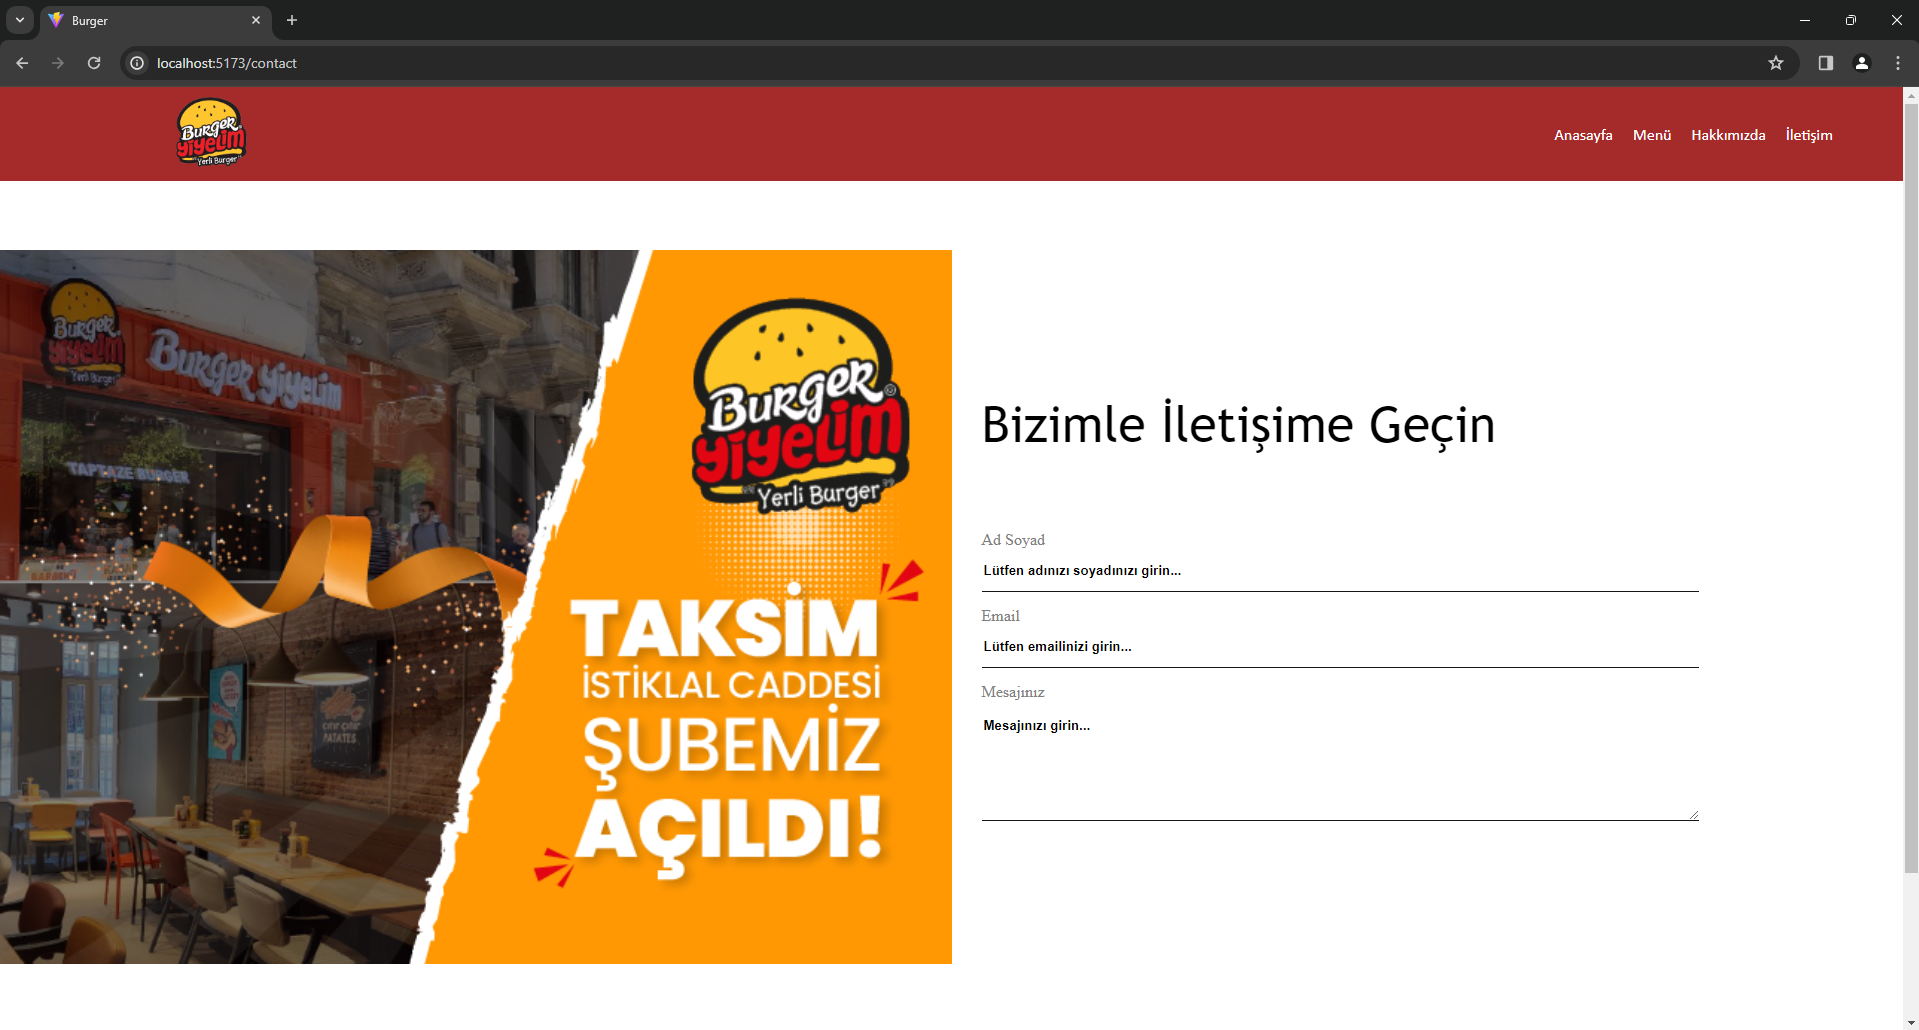 Burger
localhost:5173/contact
Burger
yiyelim
Yerli Burger
Anasayfa Menü Hakkımızda İletişim
Burger
yiyelim
Yerli Burger
Burger yiyelim
TAPTAZE BURGER
Burger
yiyelim
"Yerli Burger"
TAKSİM
İSTİKLAL CADDESİ
ŞUBEMİZ
AÇILDI!
ÇITIR ÇITIR
PATATES
Bizimle İletişime Geçin
Ad Soyad
Lütfen adınızı soyadınızı girin...
Email
Lütfen emailinizi girin...
Mesajınız
Mesajınızı girin...